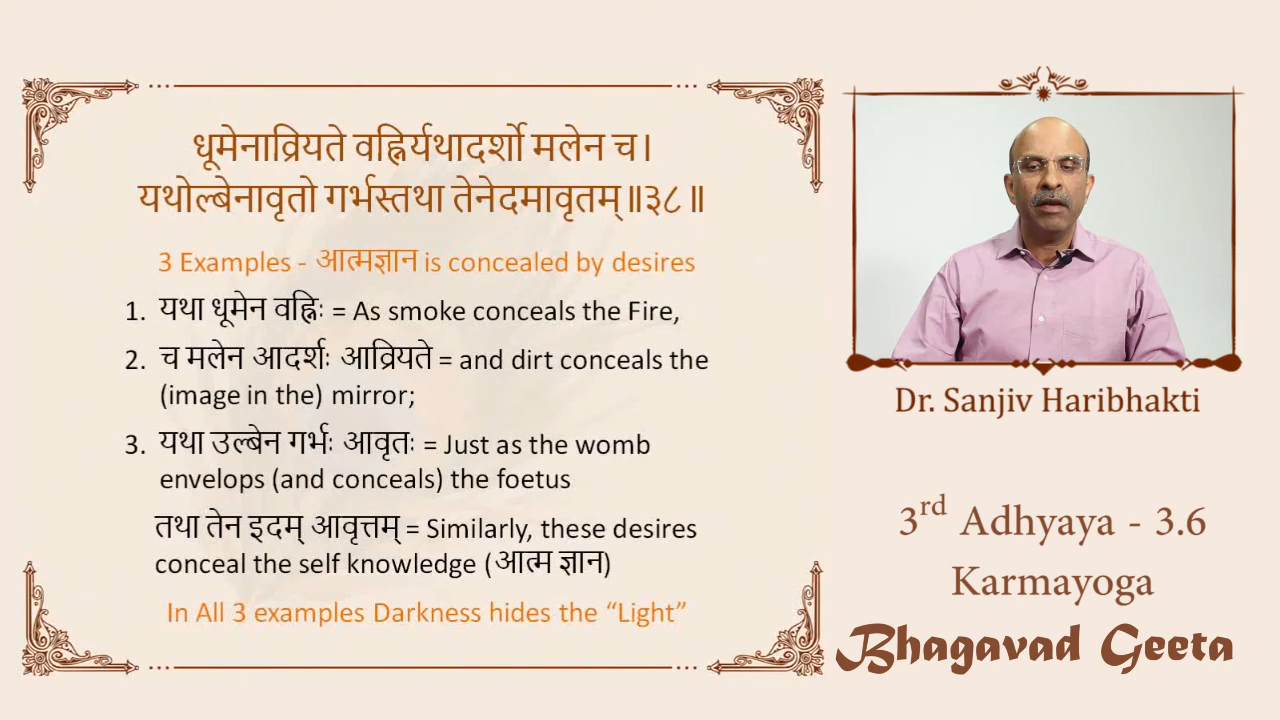 धूमेनाव्रियते वह्निर्यथादर्शो मलेन च।
यथोल्बेनावृतो गर्भस्तथा तेनेदमावृतम्॥३८॥
3 Examples - आत्मज्ञान is concealed by desires
1. यथा धूमेन वह्निः = As smoke conceals the Fire,
2. च मलेन आदर्शः आव्रियते = and dirt conceals the
(image in the) mirror;
3. यथा उल्बेन गर्भः आवृतः = Just as the womb
envelops (and conceals) the foetus
तथा तेन इदम् आवृत्तम् = Similarly, these desires
conceal the self knowledge (आत्म ज्ञान)
In All 3 examples Darkness hides the “Light”
Dr. Sanjiv Haribhakti
3rd Adhyaya - 3.6
Karmayoga
Bhagavad Geeta